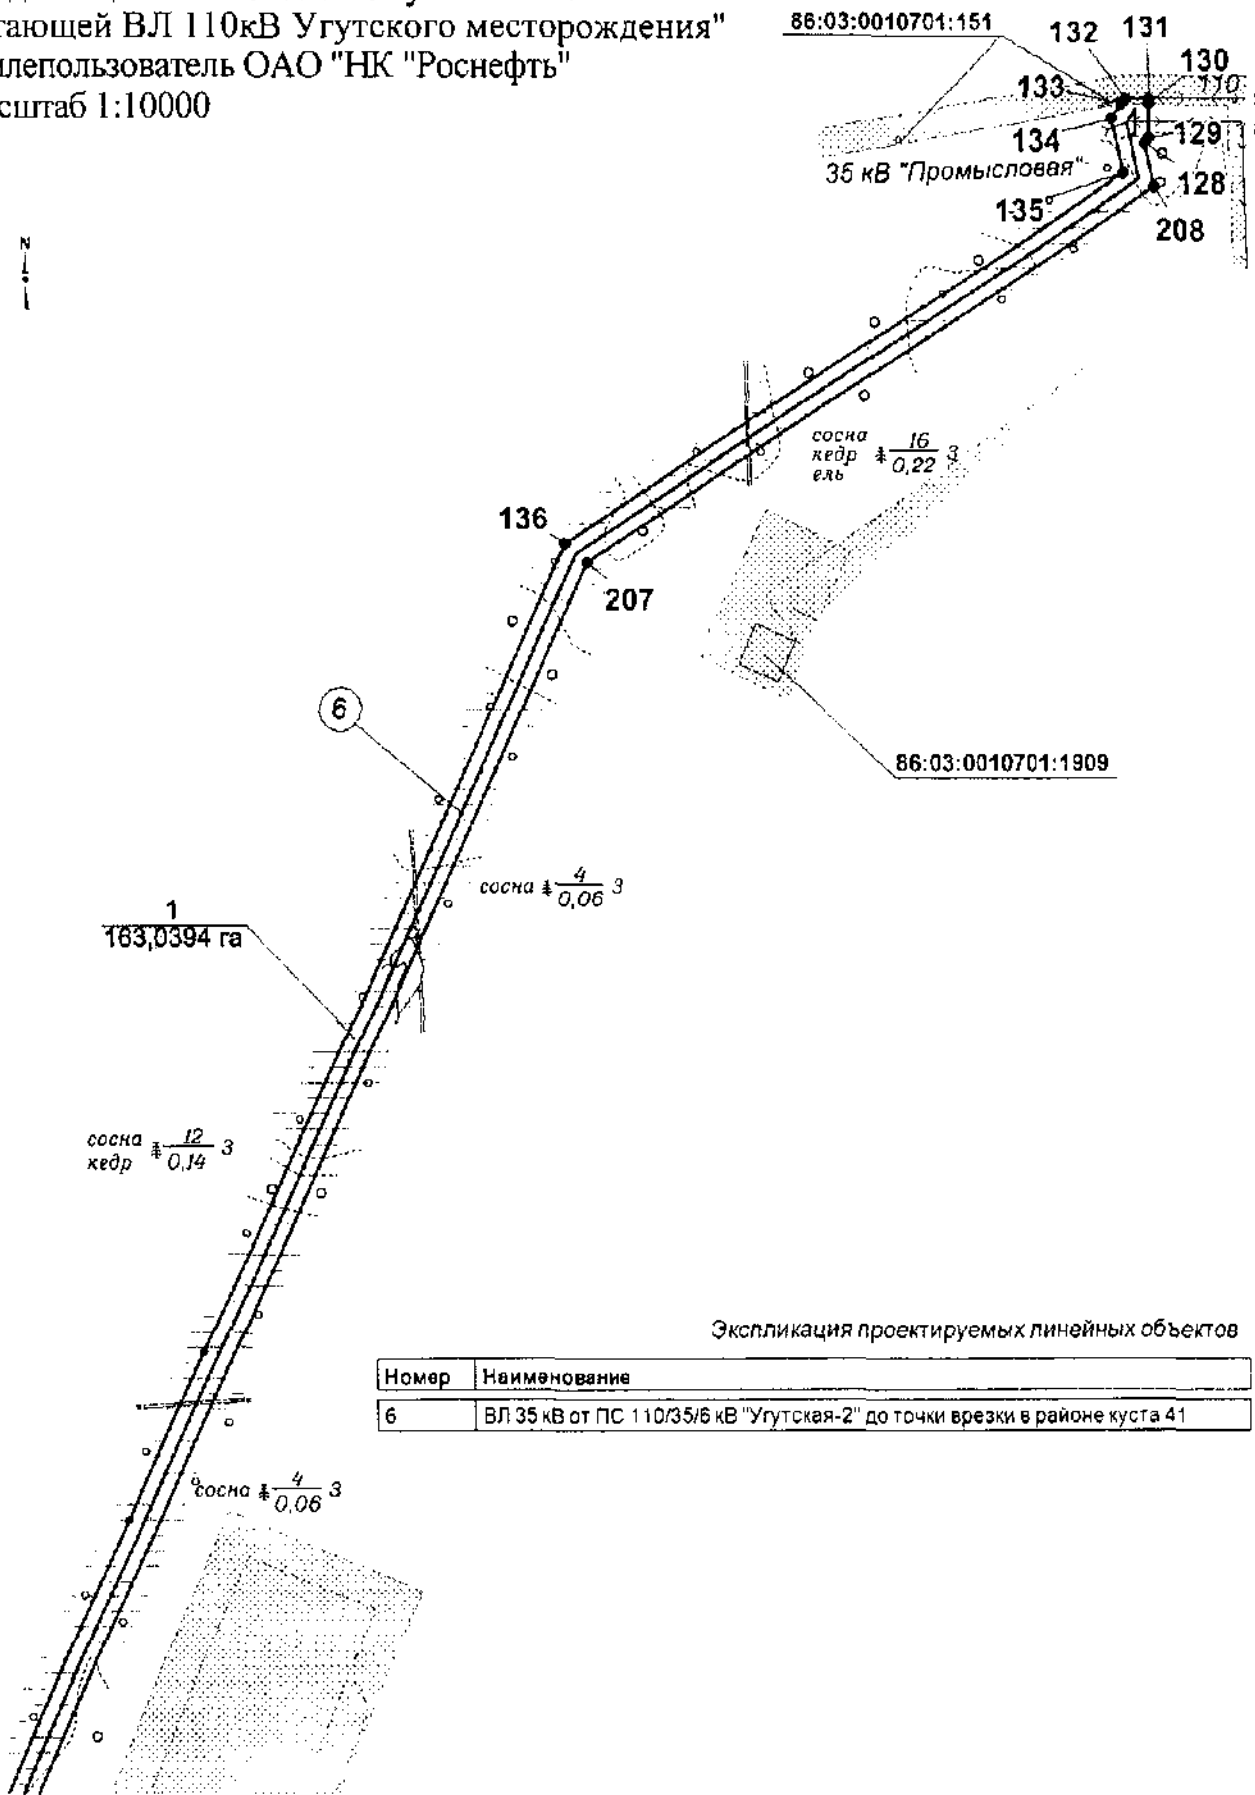 тающей ВЛ 110кВ Угутского месторождения"
лепользователь ОАО "НК "Роснефть"
сштаб 1:10000
86:03:0010701:151
132
131
130
110
133
134
129
35 кВ "Промысловая"
128
135
208
N
сосна
кедр
ель
16
0,22
3
136
207
6
86:03:0010701:1909
сосна
4
0,06
3
1
163,0394 га
сосна
кедр
12
0,14
3
Экспликация проектируемых линейных объектов
Номер
Наименование
6
ВЛ 35 кВ от ПС 110/35/6 кВ "Угутская-2" до точки врезки в районе куста 41
сосна
4
0,06
3